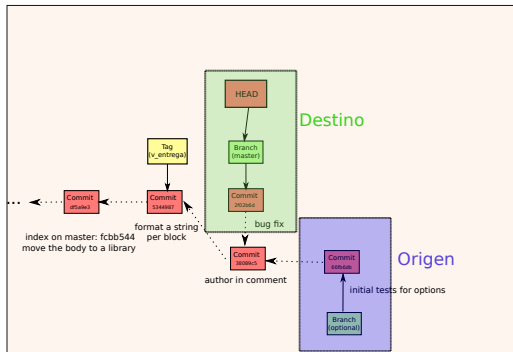 HEAD
Destino
Branch
(master)
Tag
(v_entrega)
Commit
df5a9e3
Commit
5344987
Commit
2f02b6d
bug fix
format a string
per block
index on master: fcbb544
move the body to a library
Commit
38089c5
author in comment
Commit
Origen
initial tests for options
Branch
(optional)
...